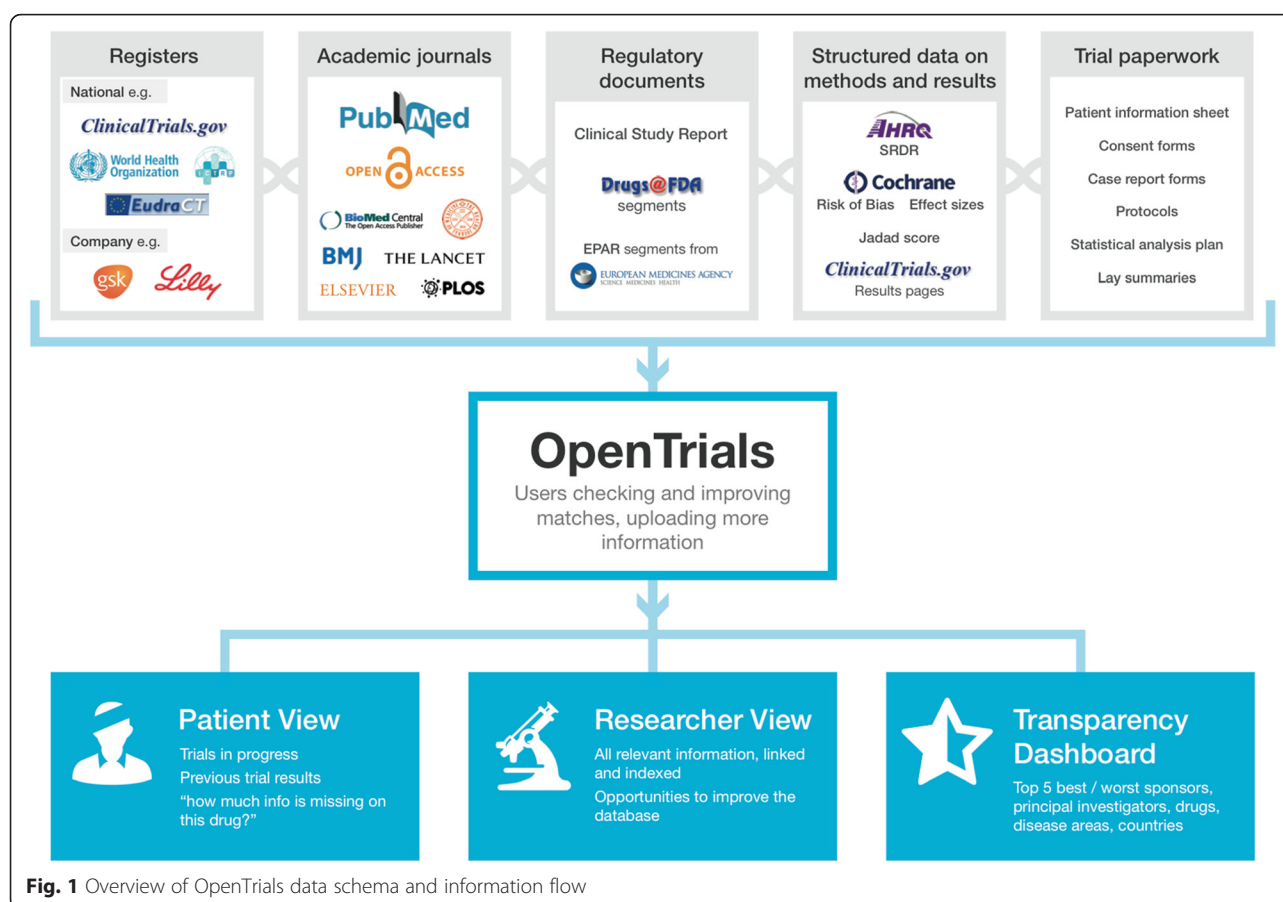 Registers
National e.g.
ClinicalTrials.gov
World Health
Organization
ICTRP
EudraCT
Company e.g.
gsk
Lilly
Academic journals
PubMed
OPEN ACCESS
BioMed Central
The Open Access Publisher
BMJ
THE LANCET
ELSEVIER
PLOS
Regulatory
documents
Clinical Study Report
Drugs@FDA
segments
EPAR segments from
EUROPEAN MEDICINES AGENCY
SCIENCE MEDICINES HEALTH
Structured data on
methods and results
AHRQ
SRDR
Cochrane
Risk of Bias Effect sizes
Jadad score
ClinicalTrials.gov
Results pages
Trial paperwork
Patient information sheet
Consent forms
Case report forms
Protocols
Statistical analysis plan
Lay summaries
OpenTrials
Users checking and improving
matches, uploading more
information
Patient View
Trials in progress
Previous trial results
“how much info is missing on
this drug?”
Researcher View
All relevant information, linked
and indexed
Opportunities to improve the
database
Transparency
Dashboard
Top 5 best / worst sponsors,
principal investigators, drugs,
disease areas, countries
Fig. 1 Overview of OpenTrials data schema and information flow